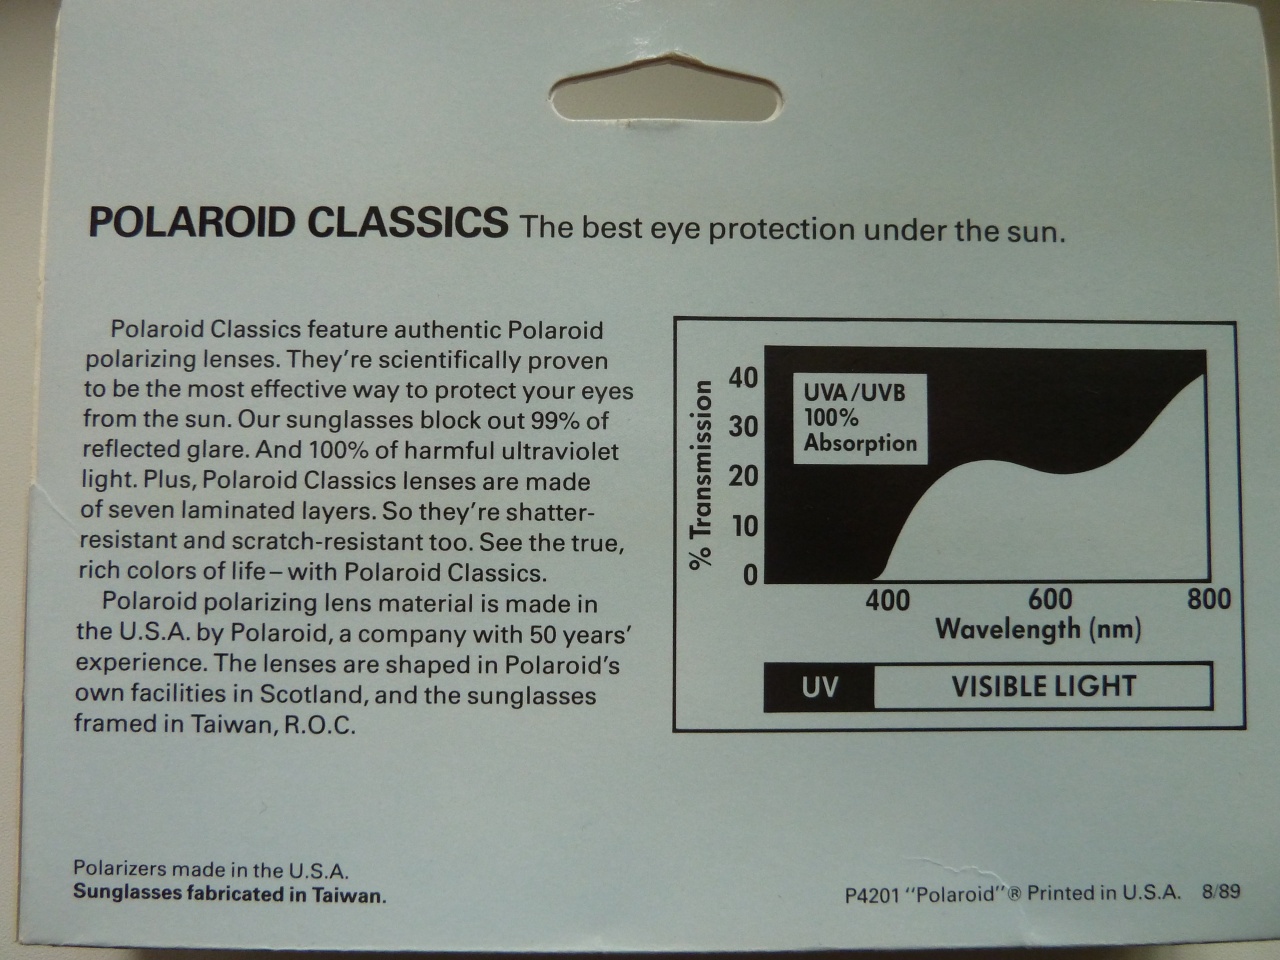 POLAROID CLASSICS The best eye protection under the sun.
Polaroid Classics feature authentic Polaroid
polarizing lenses. They're scientifically proven
to be the most effective way to protect your eyes
from the sun. Our sunglasses block out 99% of
reflected glare. And 100% of harmful ultraviolet
light. Plus, Polaroid Classics lenses are made
of seven laminated layers. So they're shatter-
resistant and scratch-resistant too. See the true,
rich colors of life–with Polaroid Classics.
Polaroid polarizing lens material is made in
the U.S.A. by Polaroid, a company with 50 years'
experience. The lenses are shaped in Polaroid's
own facilities in Scotland, and the sunglasses
framed in Taiwan, R.O.C.
% Transmission
40
30
20
10
0
UVA/UVB
100%
Absorption
400 600 800
Wavelength (nm)
UV VISIBLE LIGHT
Polarizers made in the U.S.A.
Sunglasses fabricated in Taiwan.
P4201 "Polaroid"® Printed in U.S.A. 8/89